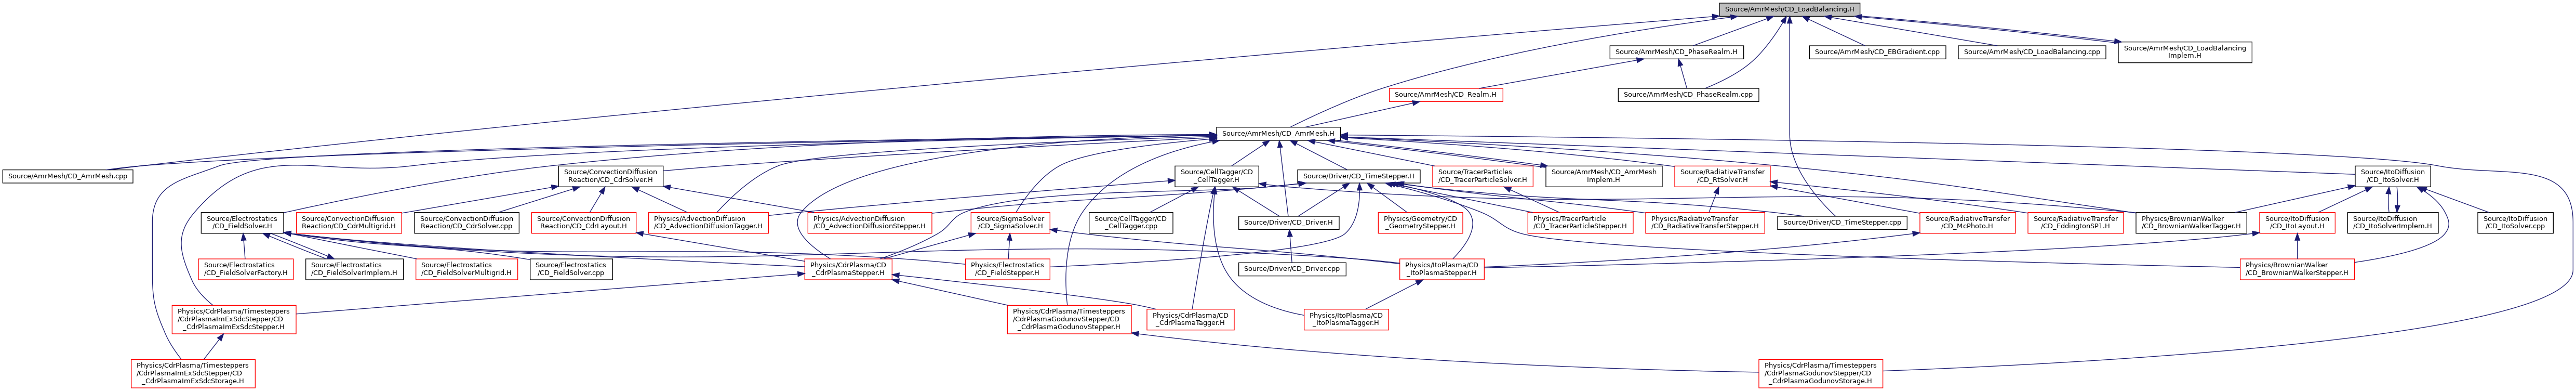 Source/AmrMesh/CD_LoadBalancing.H
Source/AmrMesh/CD_PhaseRealm.H
Source/AmrMesh/CD_EBGradient.cpp
Source/AmrMesh/CD_LoadBalancing.cpp
Source/AmrMesh/CD_LoadBalancing
Implem.H
Source/AmrMesh/CD_Realm.H
Source/AmrMesh/CD_PhaseRealm.cpp
Source/AmrMesh/CD_AmrMesh.H
Source/AmrMesh/CD_AmrMesh.cpp
Source/ConvectionDiffusion
Reaction/CD_CdrSolver.H
Source/CellTagger/CD
_CellTagger.H
Source/Driver/CD_TimeStepper.H
Source/TracerParticles
/CD_TracerParticleSolver.H
Source/AmrMesh/CD_AmrMesh
Implem.H
Source/RadiativeTransfer
/CD_RtSolver.H
Source/ItoDiffusion
/CD_ItoSolver.H
Source/Electrostatics
/CD_FieldSolver.H
Source/ConvectionDiffusion
Reaction/CD_CdrMultigrid.H
Source/ConvectionDiffusion
Reaction/CD_CdrSolver.cpp
Source/ConvectionDiffusion
Reaction/CD_CdrLayout.H
Physics/AdvectionDiffusion
/CD_AdvectionDiffusionTagger.H
Physics/AdvectionDiffusion
/CD_AdvectionDiffusionStepper.H
Source/SigmaSolver
/CD_SigmaSolver.H
Source/CellTagger/CD
_CellTagger.cpp
Source/Driver/CD_Driver.H
Physics/Geometry/CD
_GeometryStepper.H
Physics/TracerParticle
/CD_TracerParticleStepper.H
Physics/RadiativeTransfer
/CD_RadiativeTransferStepper.H
Source/Driver/CD_TimeStepper.cpp
Source/RadiativeTransfer
/CD_McPhoto.H
Source/RadiativeTransfer
/CD_EddingtonSP1.H
Physics/BrownianWalker
/CD_BrownianWalkerTagger.H
Source/ItoDiffusion
/CD_ItoLayout.H
Source/ItoDiffusion
/CD_ItoSolverImplem.H
Source/ItoDiffusion
/CD_ItoSolver.cpp
Source/Electrostatics
/CD_FieldSolverFactory.H
Source/Electrostatics
/CD_FieldSolverImplem.H
Source/Electrostatics
/CD_FieldSolverMultigrid.H
Source/Electrostatics
/CD_FieldSolver.cpp
Physics/CdrPlasma/CD
_CdrPlasmaStepper.H
Physics/Electrostatics
/CD_FieldStepper.H
Source/Driver/CD_Driver.cpp
Physics/ItoPlasma/CD
_ItoPlasmaStepper.H
Physics/BrownianWalker
/CD_BrownianWalkerStepper.H
Physics/CdrPlasma/Timesteppers
/CdrPlasmaImExSdcStepper/CD
_CdrPlasmaImExSdcStepper.H
Physics/CdrPlasma/Timesteppers
/CdrPlasmaGodunovStepper/CD
_CdrPlasmaGodunovStepper.H
Physics/CdrPlasma/CD
_CdrPlasmaTagger.H
Physics/ItoPlasma/CD
_ItoPlasmaTagger.H
Physics/CdrPlasma/Timesteppers
/CdrPlasmaImExSdcStepper/CD
_CdrPlasmaImExSdcStorage.H
Physics/CdrPlasma/Timesteppers
/CdrPlasmaGodunovStepper/CD
_CdrPlasmaGodunovStorage.H